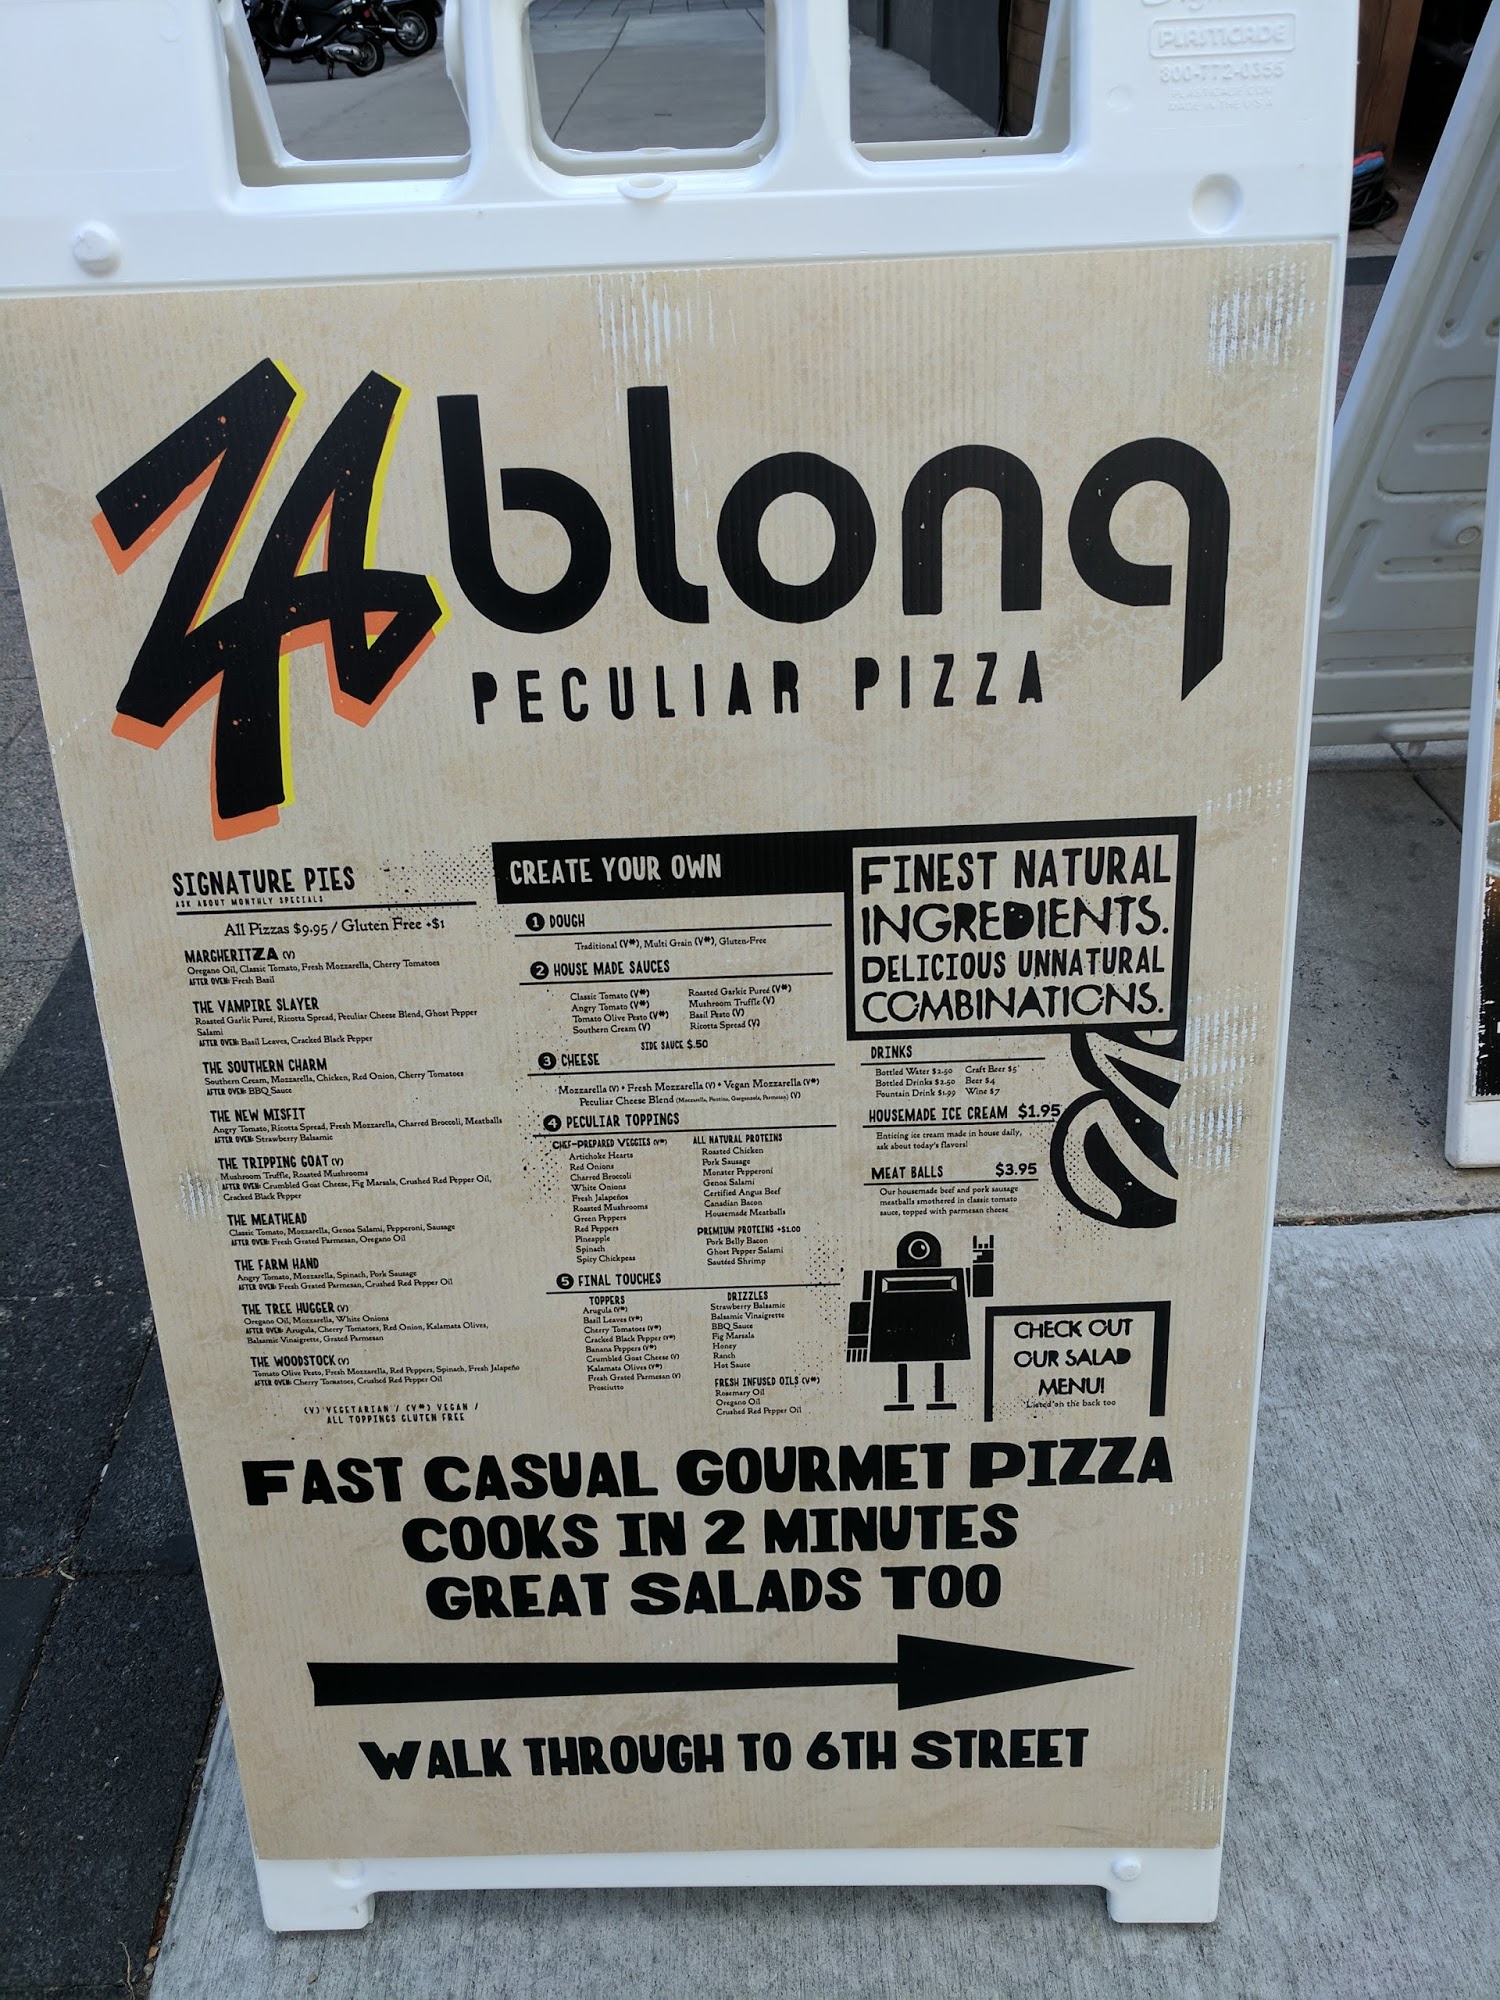 PLASTICADE
800-772-0355
MADE IN THE U.S.A
ZAblong
PECULIAR PIZZA
SIGNATURE PIES
ASK ABOUT MONTHLY SPECIALS
All Pizzas $9.95 / Gluten Free +$1
MARGHERITZA (V)
Oregano Oil, Classic Tomato, Fresh Mozzarella, Cherry Tomatoes
AFTER OVEN: Fresh Basil
THE VAMPIRE SLAYER
Roasted Garlic Pureé, Ricotta Spread, Peculiar Cheese Blend, Ghost Pepper
Salami
AFTER OVEN: Basil Leaves, Cracked Black Pepper
THE SOUTHERN CHARM
Southern Cream, Mozzarella, Chicken, Red Onion, Cherry Tomatoes
AFTER OVEN: BBQ Sauce
THE NEW MISFIT
Angry Tomato, Ricotta Spread, Fresh Mozzarella, Charred Broccoli, Meatballs
AFTER OVEN: Strawberry Balsamic
THE TRIPPING GOAT (V)
Mushroom Truffle, Roasted Mushrooms
AFTER OVEN: Crumbled Goat Cheese, Fig Marsala, Crushed Red Pepper Oil,
Cracked Black Pepper
THE MEATHEAD
Classic Tomato, Mozzarella, Genoa Salami, Pepperoni, Sausage
AFTER OVEN: Fresh Grated Parmesan, Oregano Oil
THE FARM HAND
Angry Tomato, Mozzarella, Spinach, Pork Sausage
AFTER OVEN: Fresh Grated Parmesan, Crushed Red Pepper Oil
THE TREE HUGGER (V)
Oregano Oil, Mozzarella, White Onions
AFTER OVEN: Arugula, Cherry Tomatoes, Red Onion, Kalamata Olives,
Balsamic Vinaigrette, Grated Parmesan
THE WOODSTOCK (V)
Tomato Olive Pesto, Fresh Mozzarella, Red Peppers, Spinach, Fresh Jalapeño
AFTER OVEN: Cherry Tomatoes, Crushed Red Pepper Oil
(V) VEGETARIAN / (V*) VEGAN /
ALL TOPPINGS GLUTEN FREE
CREATE YOUR OWN
1 DOUGH
Traditional (V*), Multi Grain (V*), Gluten-Free
2 HOUSE MADE SAUCES
Classic Tomato (V*)
Angry Tomato (V*)
Tomato Olive Pesto (V*)
Southern Cream (V)
Roasted Garkic Pureé (V*)
Mushroom Truffle (V)
Basil Pesto (V)
Ricotta Spread (V)
SIDE SAUCE $.50
3 CHEESE
Mozzarella (V) • Fresh Mozzarella (V) • Vegan Mozzarella (V*)
Peculiar Cheese Blend (Mozzarella, Fontina, Gorgonzola, Parmesan) (V)
4 PECULIAR TOPPINGS
CHEF-PREPARED VEGGIES (V*)
Artichoke Hearts
Red Onions
Charred Broccoli
White Onions
Fresh Jalapeños
Roasted Mushrooms
Green Peppers
Red Peppers
Pineapple
Spinach
Spicy Chickpeas
ALL NATURAL PROTEINS
Roasted Chicken
Pork Sausage
Monster Pepperoni
Genoa Salami
Certified Angus Beef
Canadian Bacon
Housemade Meatballs
PREMIUM PROTEINS +$1.00
Pork Belly Bacon
Ghost Pepper Salami
Sautéed Shrimp
5 FINAL TOUCHES
TOPPERS
Arugula (V*)
Basil Leaves (V*)
Cherry Tomatoes (V*)
Cracked Black Pepper (V*)
Banana Peppers (V*)
Crumbled Goat Cheese (V)
Kalamata Olives (V*)
Fresh Grated Parmesan (V)
Prosciutto
DRIZZLES
Strawberry Balsamic
Balsamic Vinaigrette
BBQ Sauce
Fig Marsala
Honey
Ranch
Hot Sauce
FRESH INFUSED OILS (V*)
Rosemary Oil
Oregano Oil
Crushed Red Pepper Oil
FINEST NATURAL
INGREDIENTS.
DELICIOUS UNNATURAL
COMBINATIONS.
DRINKS
Bottled Water $2.50
Bottled Drinks $2.50
Fountain Drink $1.99
Craft Beer $5
Beer $4
Wine $7
HOUSEMADE ICE CREAM $1.95
Enticing ice cream made in house daily,
ask about today's flavors!
MEAT BALLS $3.95
Our housemade beef and pork sausage
meatballs smothered in classic tomato
sauce, topped with parmesan cheese
CHECK OUT
OUR SALAD
MENU!
Listed on the back too
FAST CASUAL GOURMET PIZZA
COOKS IN 2 MINUTES
GREAT SALADS TOO
WALK THROUGH TO 6TH STREET